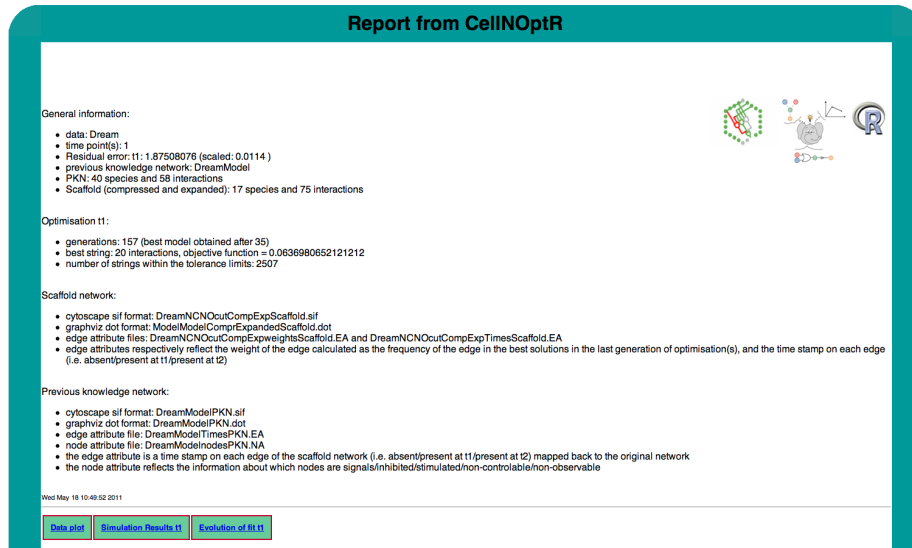 Report from CellNOptR
R
General information:
• data: Dream
• time point(s): 1
• Residual error: t1: 1.87508076 (scaled: 0.0114 )
• previous knowledge network: DreamModel
• PKN: 40 species and 58 interactions
• Scaffold (compressed and expanded): 17 species and 75 interactions
Optimisation t1:
• generations: 157 (best model obtained after 35)
• best string: 20 interactions, objective function = 0.0636980652121212
• number of strings within the tolerance limits: 2507
Scaffold network:
• cytoscape sif format: DreamNCNOcutCompExpScaffold.sif
• graphviz dot format: ModelModelComprExpandedScaffold.dot
• edge attribute files: DreamNCNOcutCompExpweightsScaffold.EA and DreamNCNOcutCompExpTimesScaffold.EA
• edge attributes respectively reflect the weight of the edge calculated as the frequency of the edge in the best solutions in the last generation of optimisation(s), and the time stamp on each edge
(i.e. absent/present at t1/present at t2)
Previous knowledge network:
• cytoscape sif format: DreamModelPKN.sif
• graphviz dot format: DreamModelPKN.dot
• edge attribute file: DreamModelTimesPKN.EA
• node attribute file: DreamModelnodesPKN.NA
• the edge attribute is a time stamp on each edge of the scaffold network (i.e. absent/present at t1/present at t2) mapped back to the original network
• the node attribute reflects the information about which nodes are signals/inhibited/stimulated/non-controlable/non-observable
Wed May 18 10:49:52 2011
Data plot Simulation Results t1 Evolution of fit t1